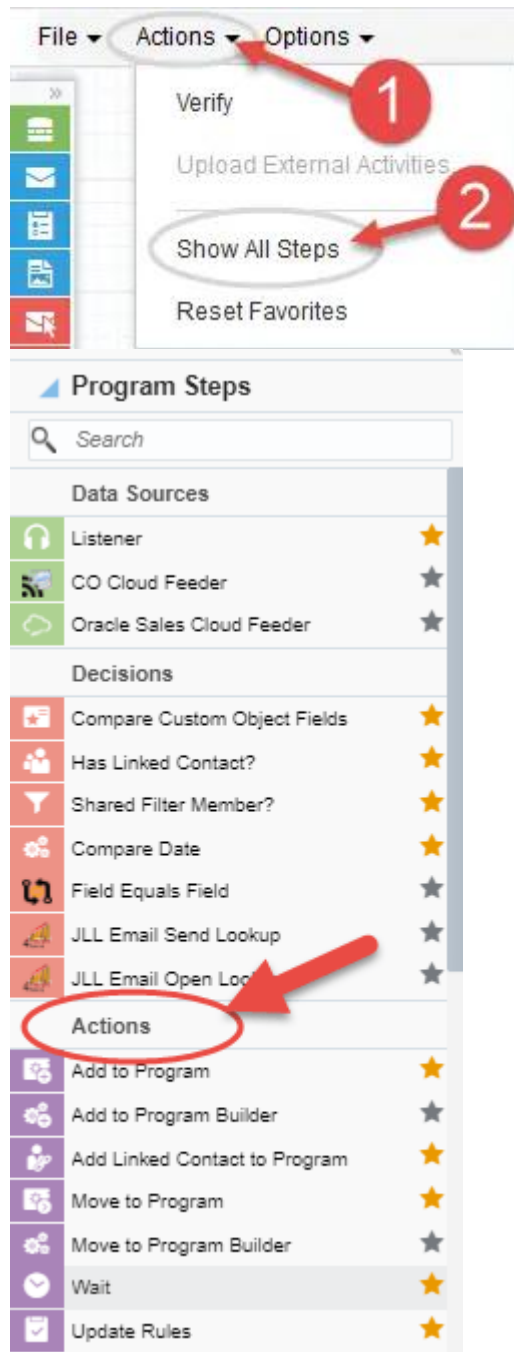 File Actions Options
Verify
1
Upload External Activities
2
Show All Steps
Reset Favorites
Program Steps
Search
Data Sources
Listener
CO Cloud Feeder
Oracle Sales Cloud Feeder
Decisions
Compare Custom Object Fields
Has Linked Contact?
Shared Filter Member?
Compare Date
Field Equals Field
JLL Email Send Lookup
JLL Email Open
Actions
Add to Program
Add to Program Builder
Add Linked Contact to Program
Move to Program
Move to Program Builder
Wait
Update Rules